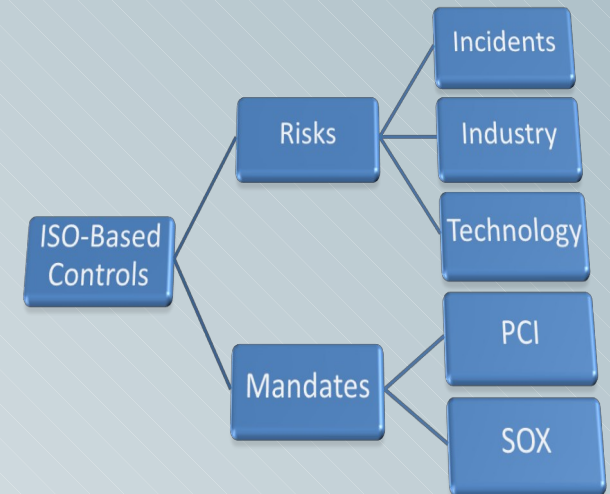 Incidents
Risks
Industry
Technology
ISO-Based
Controls
PCI
Mandates
SOX